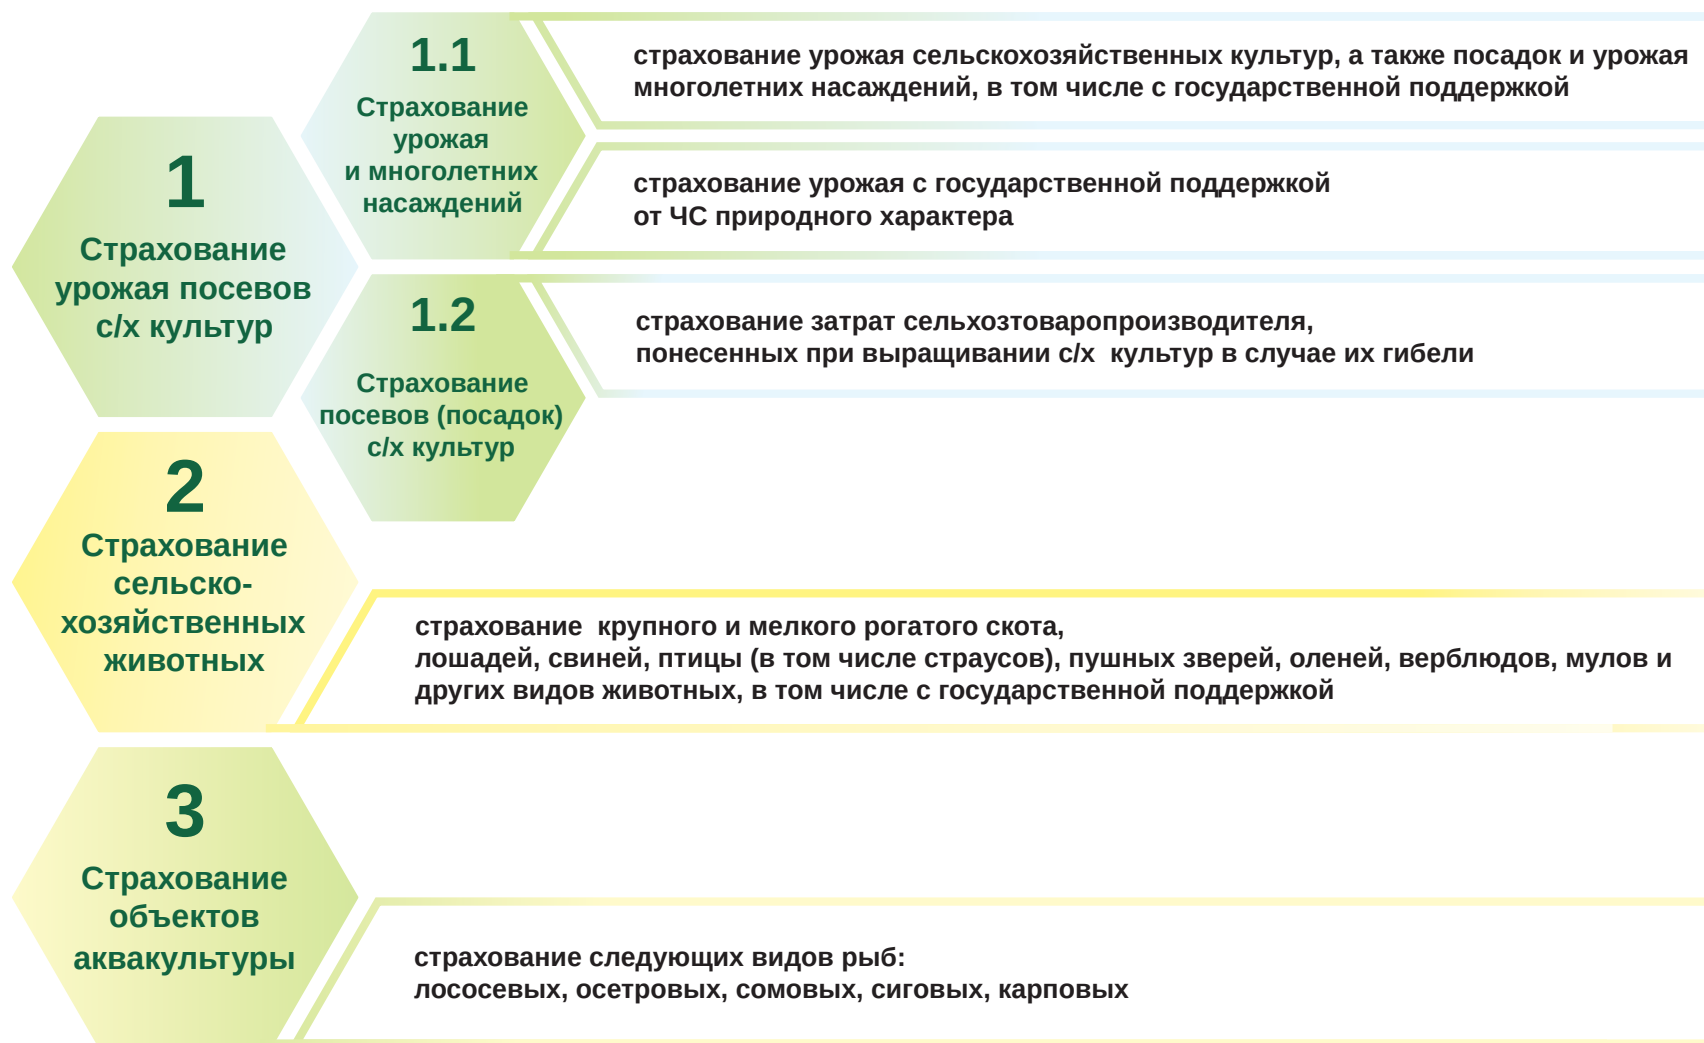 1
Страхование
урожая посевов
с/х культур
1.1
Страхование
урожая
и многолетних
насаждений
страхование урожая сельскохозяйственных культур, а также посадок и урожая
многолетних насаждений, в том числе с государственной поддержкой
страхование урожая с государственной поддержкой
от ЧС природного характера
1.2
Страхование
посевов (посадок)
с/х культур
страхование затрат сельхозтоваропроизводителя,
понесенных при выращивании с/х культур в случае их гибели
2
Страхование
сельско-
хозяйственных
животных
страхование крупного и мелкого рогатого скота,
лошадей, свиней, птицы (в том числе страусов), пушных зверей, оленей, верблюдов, мулов и
других видов животных, в том числе с государственной поддержкой
3
Страхование
объектов
аквакультуры
страхование следующих видов рыб:
лососевых, осетровых, сомовых, сиговых, карповых